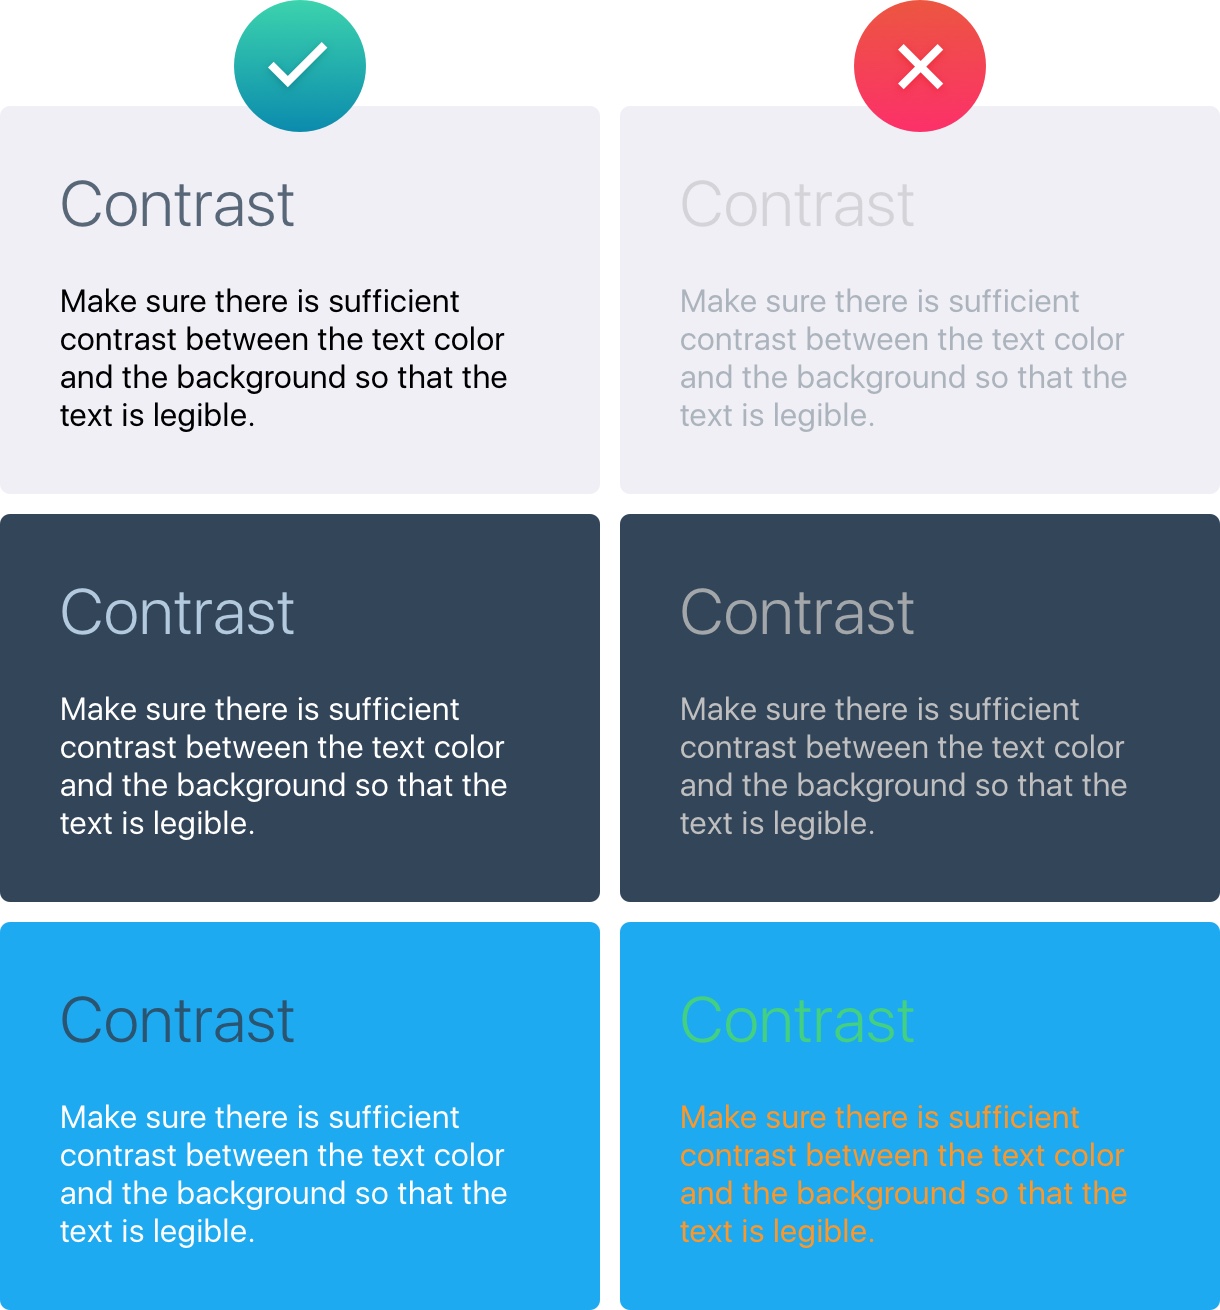 Contrast
Make sure there is sufficient
contrast between the text color
and the background so that the
text is legible.
Contrast
Make sure there is sufficient
contrast between the text color
and the background so that the
text is legible.
Contrast
Make sure there is sufficient
contrast between the text color
and the background so that the
text is legible.
Contrast
Make sure there is sufficient
contrast between the text color
and the background so that the
text is legible.
Contrast
Make sure there is sufficient
contrast between the text color
and the background so that the
text is legible.
Contrast
Make sure there is sufficient
contrast between the text color
and the background so that the
text is legible.